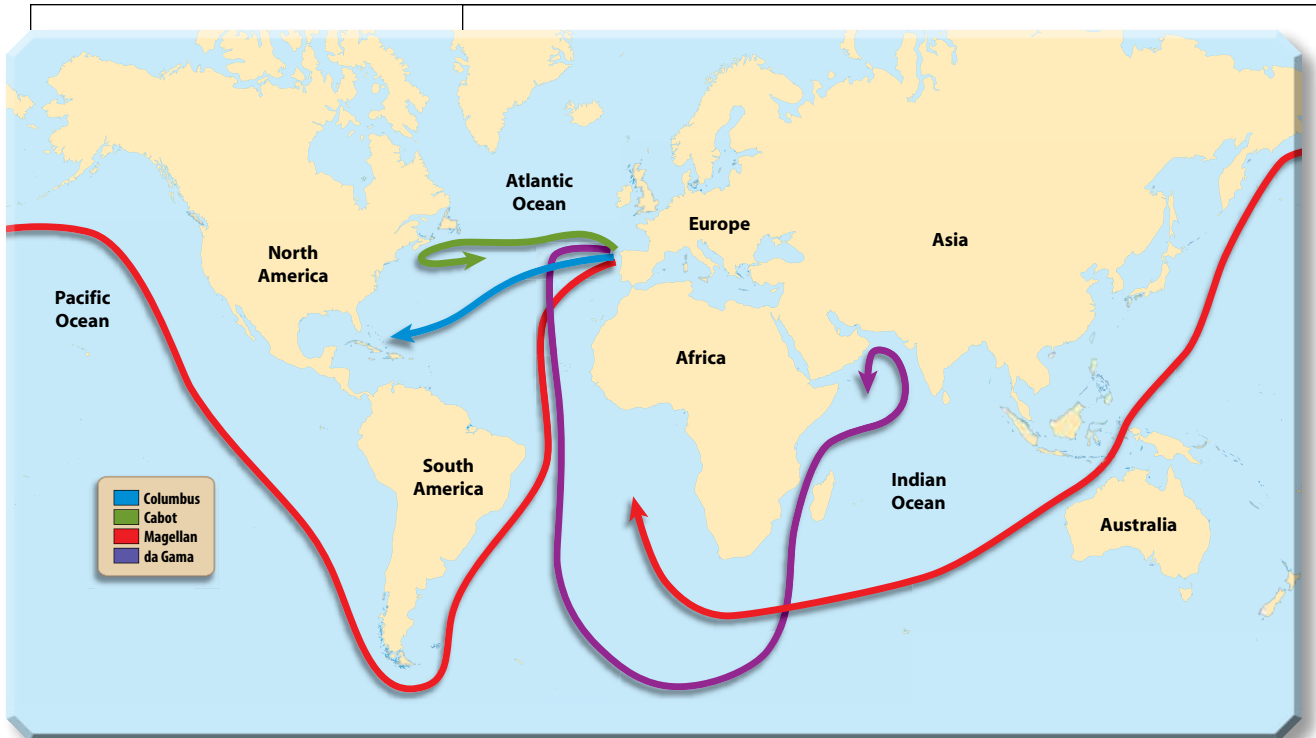 Atlantic
Ocean
Europe
Asia
North
America
Pacific
Ocean
Africa
South
America
Indian
Ocean
Australia
Columbus
Cabot
Magellan
da Gama